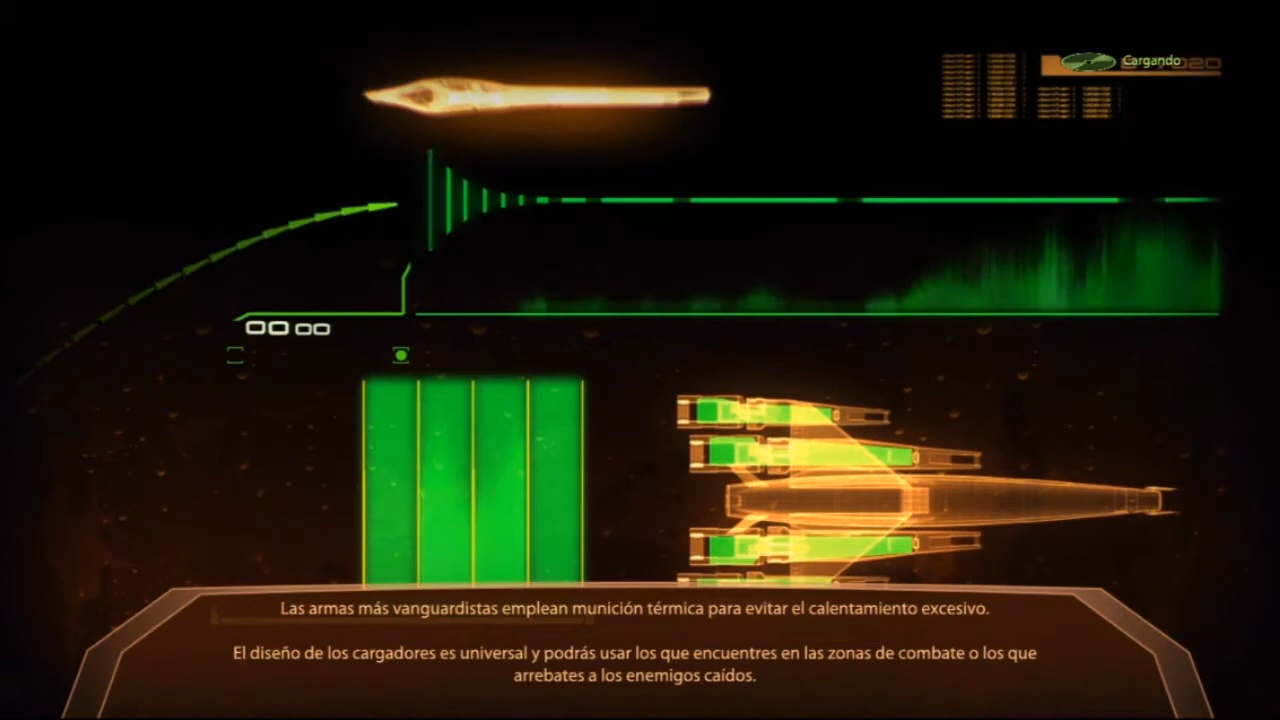 Cargando
Las armas más vanguardistas emplean munición térmica para evitar el calentamiento excesivo.
El diseño de los cargadores es universal y podrás usar los que encuentres en las zonas de combate o los que
arrebates a los enemigos caídos.